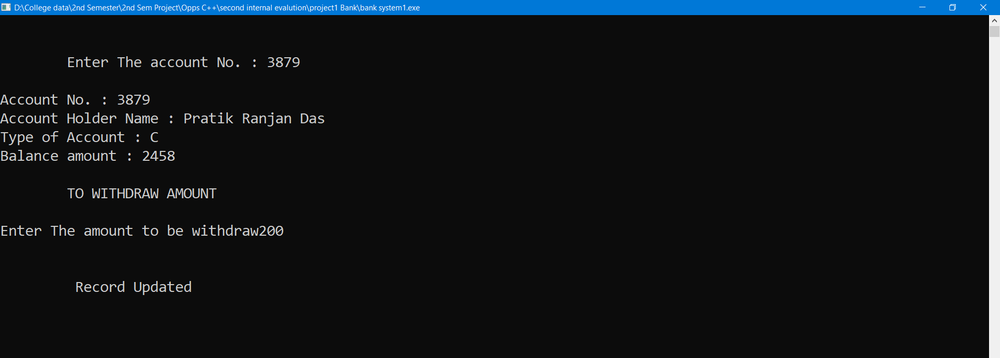 D:\College data\2nd Semester\2nd Sem Project\Opps C++\second internal evalution\project1 Bank\bank system1.exe
Enter The account No. : 3879
Account No. : 3879
Account Holder Name : Pratik Ranjan Das
Type of Account : C
Balance amount : 2458
TO WITHDRAW AMOUNT
Enter The amount to be withdraw200
Record Updated